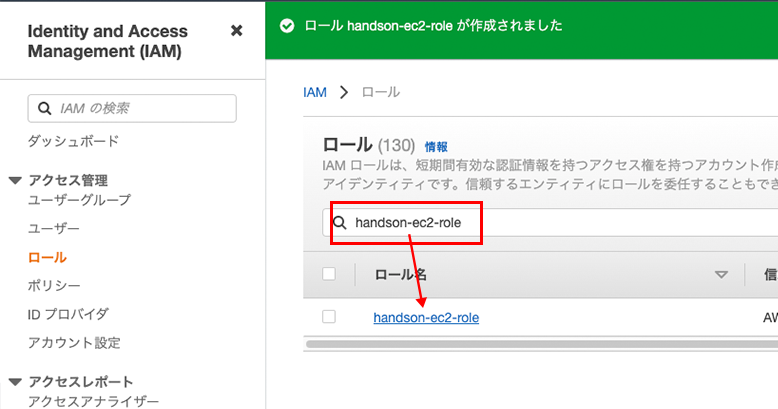 Identity and Access
Management (IAM)
IAM の検索
ダッシュボード
アクセス管理
ユーザーグループ
ユーザー
ロール
ポリシー
ID プロバイダ
アカウント設定
アクセスレポート
アクセスアナライザー
ロール handson-ec2-role が作成されました
IAM > ロール
ロール (130) 情報
IAM ロールは、短期間有効な認証情報を持つアクセス権を持つアカウント作
アイデンティティです。信頼するエンティティにロールを委任することもでき
handson-ec2-role
ロール名 信
handson-ec2-role AW